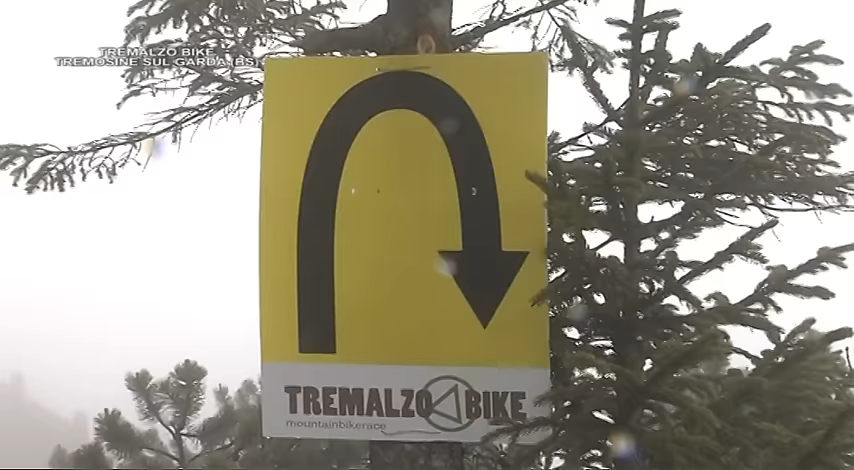 TREMALZO BIKE
TREMOSINE SUL GARDA (BS)
TREMALZO BIKE
mountainbikerace